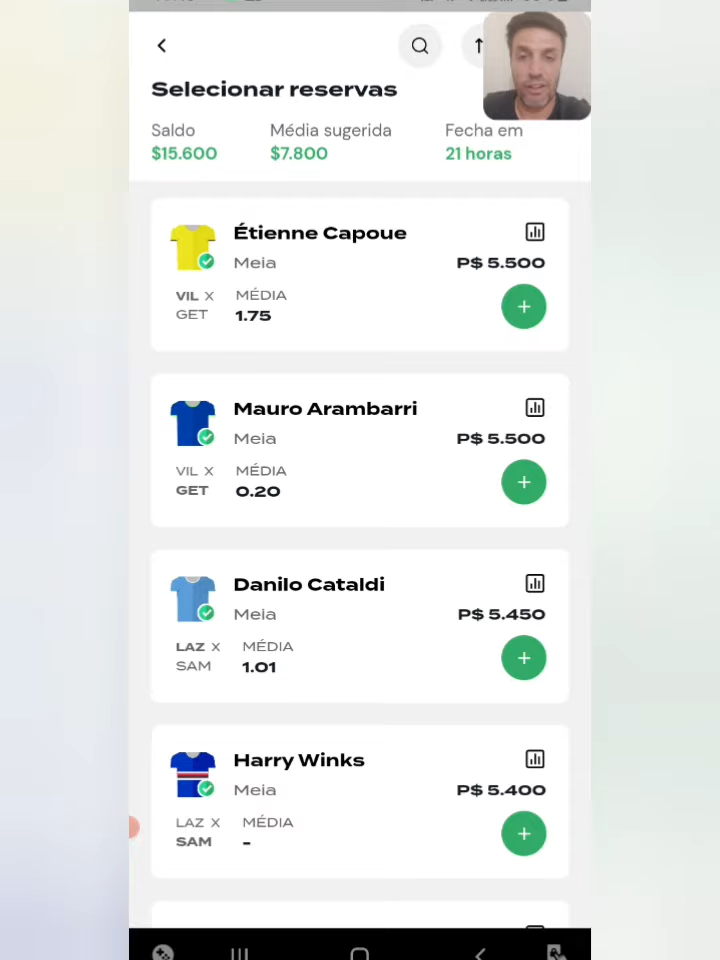 Selecionar reservas
Saldo Média sugerida Fecha em
$15.600 $7.800 21 horas
Étienne Capoue
Meia P$ 5.500
VIL X MÉDIA
GET 1.75
Mauro Arambarri
Meia P$ 5.500
VIL X MÉDIA
GET 0.20
Danilo Cataldi
Meia P$ 5.450
LAZ X MÉDIA
SAM 1.01
Harry Winks
Meia P$ 5.400
LAZ X MÉDIA
SAM -